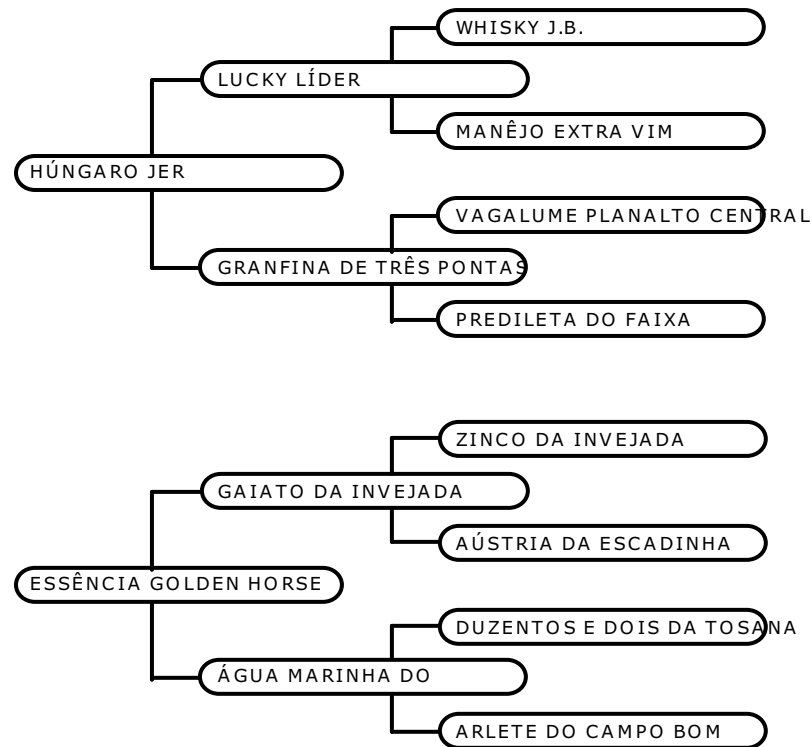 WHISKY J.B.
LUCKY LÍDER
MANÊJO EXTRA VIM
HÚNGARO JER
VAGALUME PLANALTO CENTRAL
GRANFINA DE TRÊS PONTAS
PREDILETA DO FAIXA
ZINCO DA INVEJADA
GAIATO DA INVEJADA
AÚSTRIA DA ESCADINHA
ESSÊNCIA GOLDEN HORSE
DUZENTOS E DOIS DA TOSANA
ÁGUA MARINHA DO
ARLETE DO CAMPO BOM